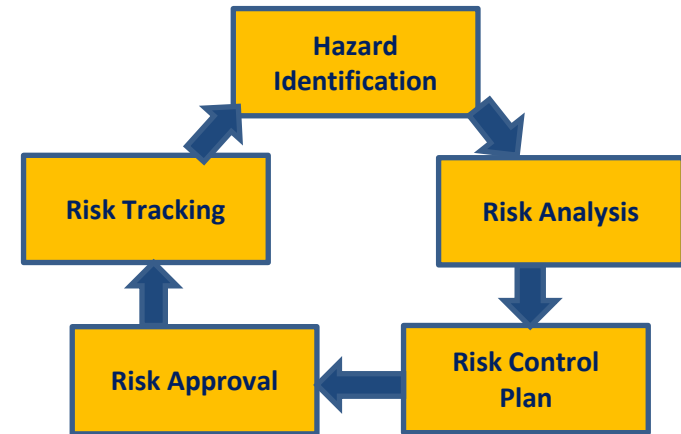 Hazard
Identification
Risk Tracking
Risk Analysis
Risk Approval
Risk Control
Plan